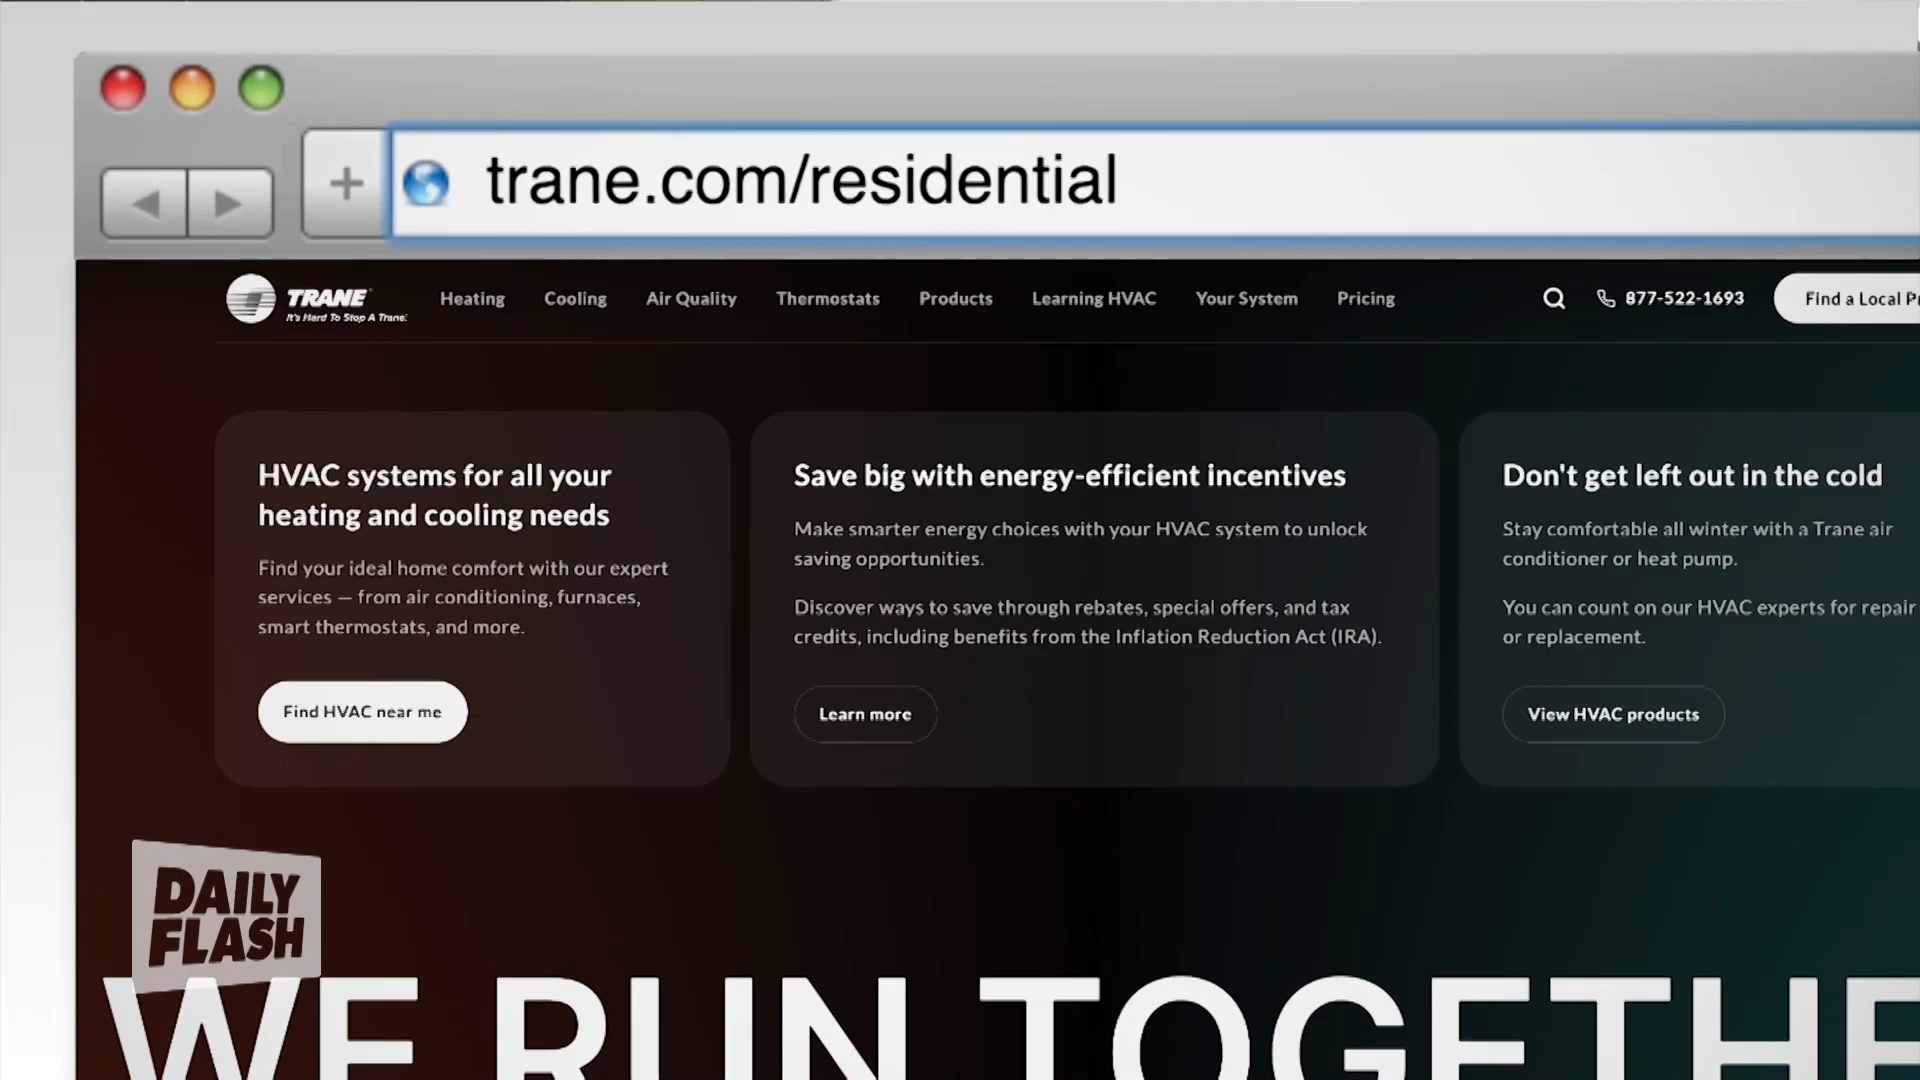 trane.com/residential
TRANE
It's Hard To Stop A Trane.
Heating Cooling Air Quality Thermostats Products Learning HVAC Your System Pricing 877-522-1693 Find a Local
HVAC systems for all your
heating and cooling needs
Find your ideal home comfort with our expert
services — from air conditioning, furnaces,
smart thermostats, and more.
Find HVAC near me
Save big with energy-efficient incentives
Make smarter energy choices with your HVAC system to unlock
saving opportunities.
Discover ways to save through rebates, special offers, and tax
credits, including benefits from the Inflation Reduction Act (IRA).
Learn more
Don't get left out in the cold
Stay comfortable all winter with a Trane air
conditioner or heat pump.
You can count on our HVAC experts for repair
or replacement.
View HVAC products
DAILY
FLASH
WE RUN TOGETHE